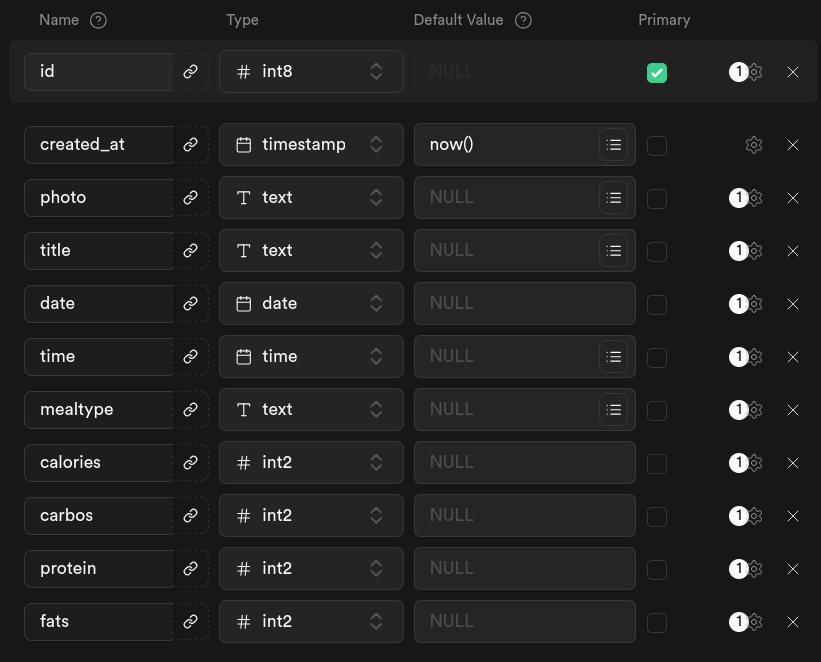 Name ? Type Default Value ? Primary
id # int8 NULL 1
created_at timestamp now()
photo T text NULL 1
title T text NULL 1
date date NULL 1
time time NULL 1
mealtype T text NULL 1
calories # int2 NULL 1
carbos # int2 NULL 1
protein # int2 NULL 1
fats # int2 NULL 1